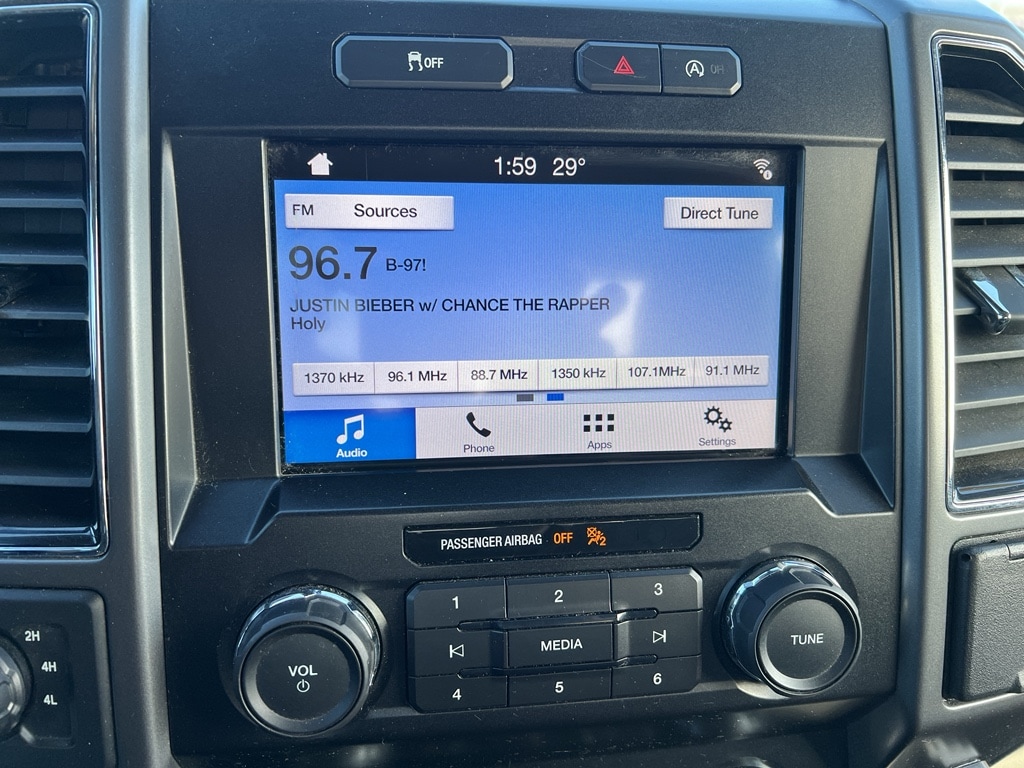 OFF
A OFF
1:59 29°
FM Sources Direct Tune
96.7 B-97!
JUSTIN BIEBER w/ CHANCE THE RAPPER
Holy
1370 kHz 96.1 MHz 88.7 MHz 1350 kHz 107.1MHz 91.1 MHz
Audio Phone Apps Settings
PASSENGER AIRBAG OFF 2
1 2 3
MEDIA
4 5 6
VOL
TUNE
2H
4H
4L